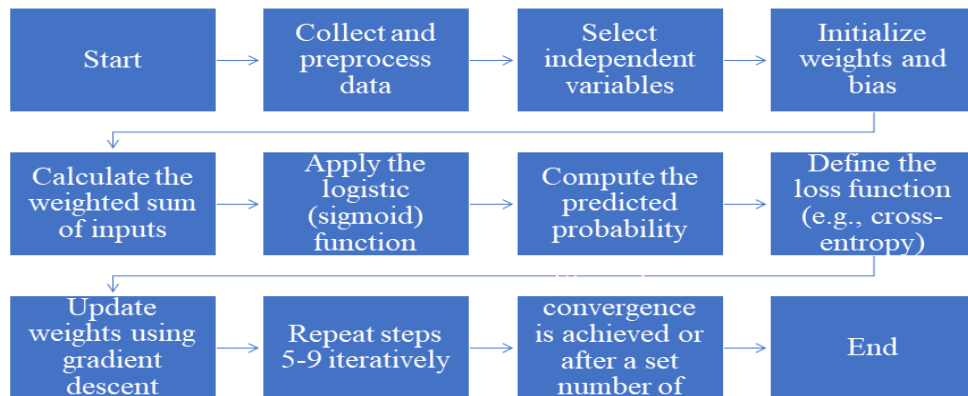 Start
Collect and
preprocess
data
Select
independent
variables
Initialize
weights and
bias
Calculate the
weighted sum
of inputs
Apply the
logistic
(sigmoid)
function
Compute the
predicted
probability
Define the
loss function
(e.g., cross-
entropy)
Update
weights using
gradient
descent
Repeat steps
5-9 iteratively
convergence
is achieved or
after a set
number of
End